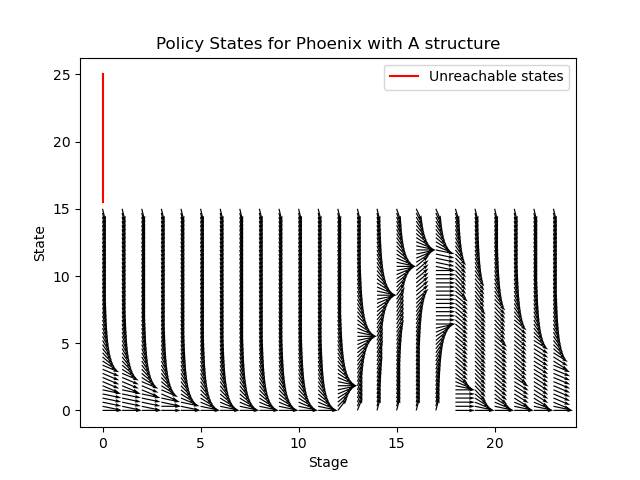 Policy States for Phoenix with A structure
Unreachable states
25
20
15
10
5
0
State
0 5 10 15 20
Stage